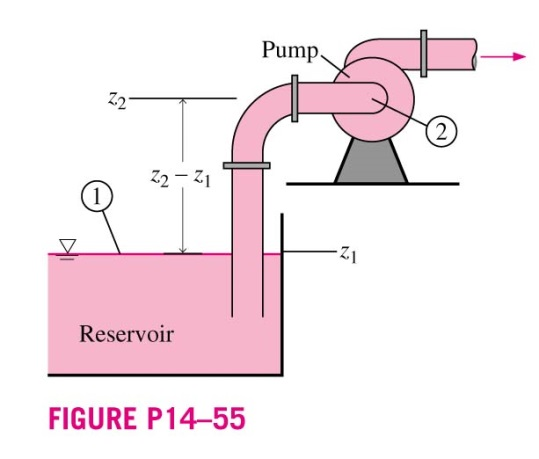 Pump
z₂
②
z₂ – z₁
①
z₁
Reservoir
FIGURE P14–55